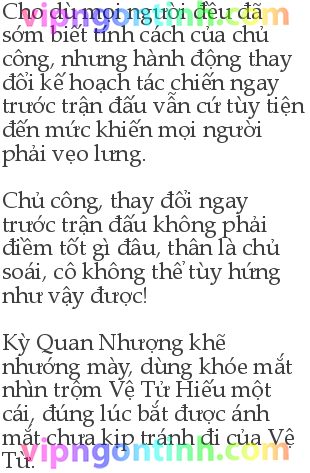 Cho dù mọi người đều đã
sớm biết tính cách của chủ
công, nhưng hành động thay
đổi kế hoạch tác chiến ngay
trước trận đấu vẫn cứ tùy tiện
đến mức khiến mọi người
phải vẹo lưng.
Chủ công, thay đổi ngay
trước trận đấu không phải
điềm tốt gì đâu, thân là chủ
soái, cô không thể tùy hứng
như vậy được!
Kỳ Quan Nhượng khẽ
nhướng mày, dùng khóe mắt
nhìn trộm Vệ Tử Hiếu một
cái, đúng lúc bắt được ánh
mắt chưa kịp tránh đi của Vệ
Từ.
vipngontinh.com
vipngontinh.com